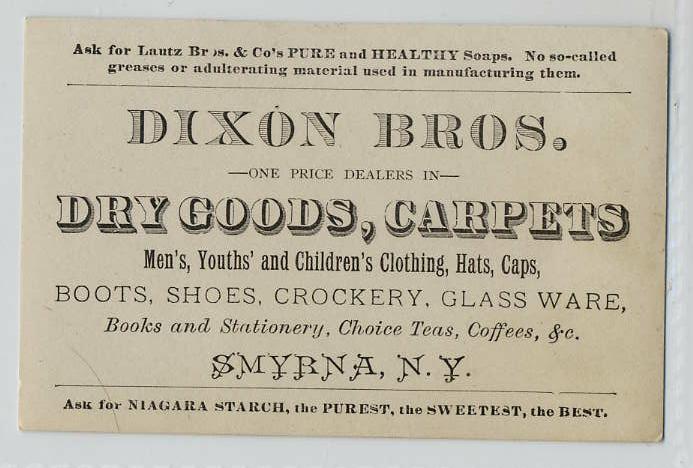 Ask for Lautz Bros. & Co's PURE and HEALTHY Soaps. No so-called
greases or adulterating material used in manufacturing them.
DIXON BROS.
—ONE PRICE DEALERS IN—
DRY GOODS, CARPETS
Men's, Youths' and Children's Clothing, Hats, Caps,
BOOTS, SHOES, CROCKERY, GLASS WARE,
Books and Stationery, Choice Teas, Coffees, &c.
SMYRNA, N. Y.
Ask for NIAGARA STARCH, the PUREST, the SWEETEST, the BEST.